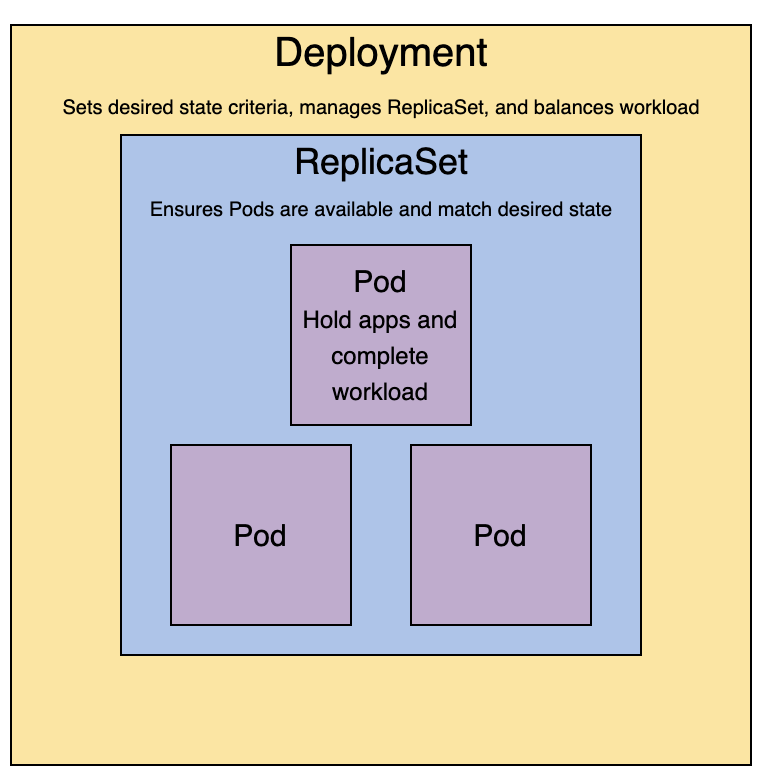 Deployment
Sets desired state criteria, manages ReplicaSet, and balances workload
ReplicaSet
Ensures Pods are available and match desired state
Pod
Hold apps and
complete
workload
Pod
Pod